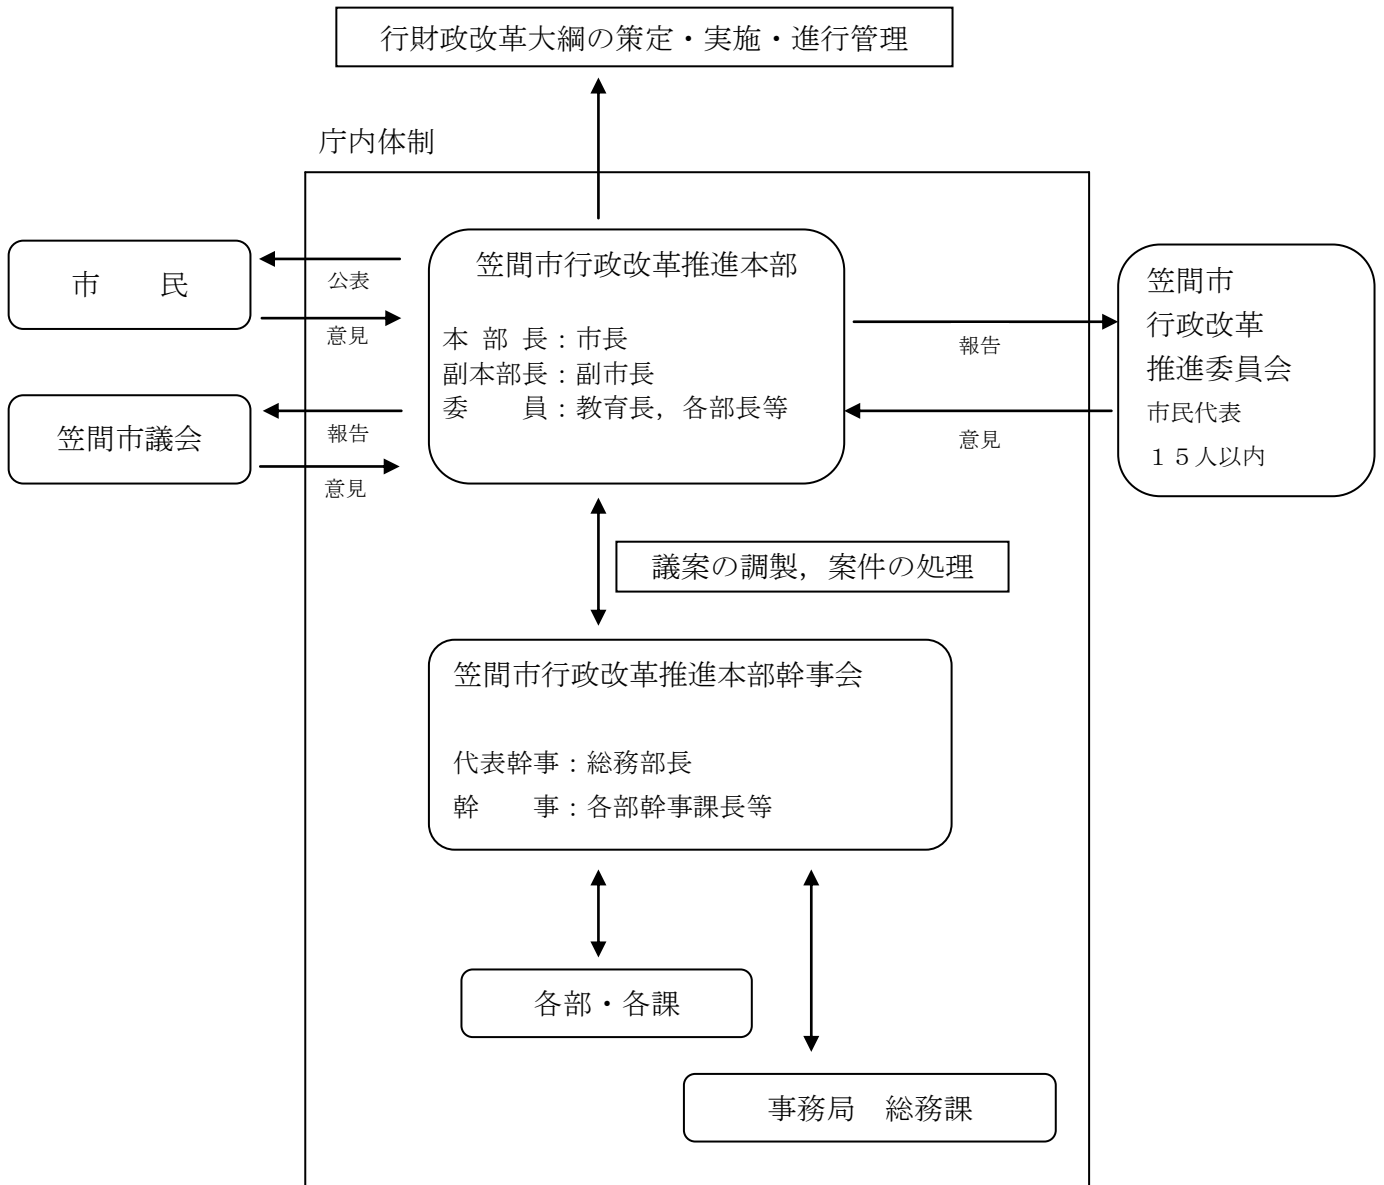 行財政改革大綱の策定・実施・進行管理
庁内体制
市　　民
公表
意見
笠間市議会
報告
意見
笠間市行政改革推進本部
本 部 長：市長
副本部長：副市長
委　　員：教育長，各部長等
報告
意見
笠間市
行政改革
推進委員会
市民代表
１５人以内
議案の調製，案件の処理
笠間市行政改革推進本部幹事会
代表幹事：総務部長
幹　　事：各部幹事課長等
各部・各課
事務局　総務課